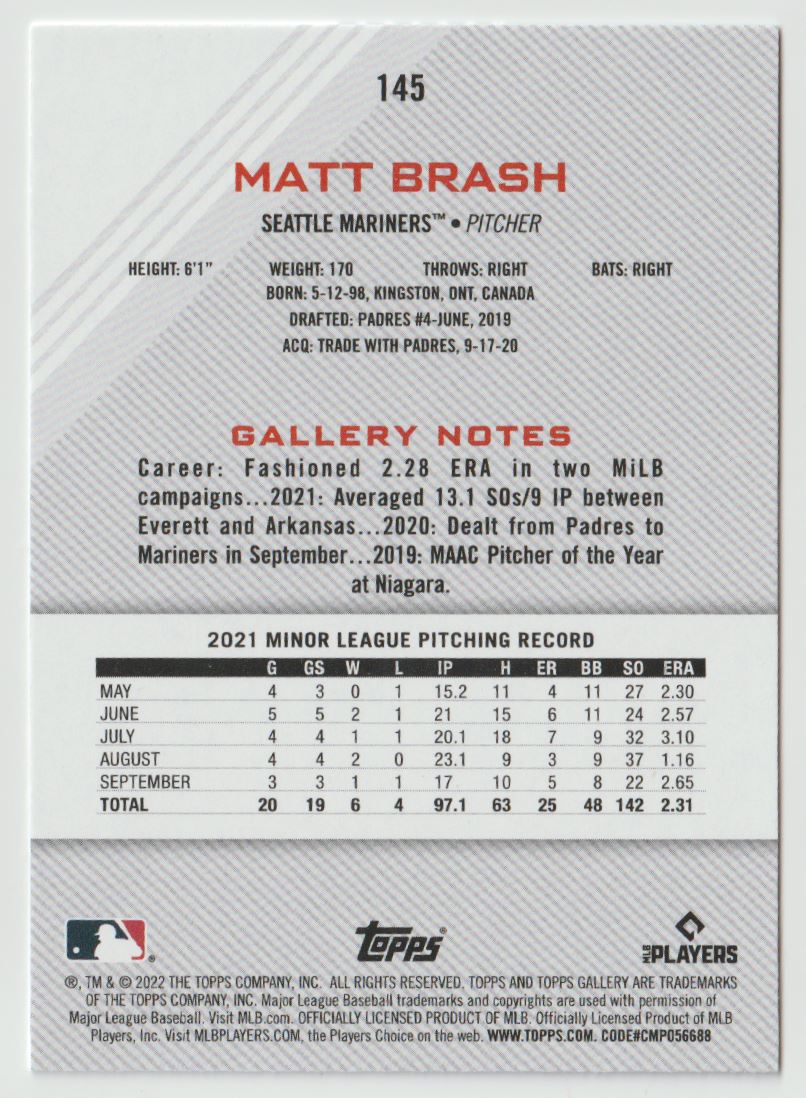 145
MATT BRASH
SEATTLE MARINERS™ • PITCHER
HEIGHT: 6'1" WEIGHT: 170 THROWS: RIGHT BATS: RIGHT
BORN: 5-12-98, KINGSTON, ONT, CANADA
DRAFTED: PADRES #4-JUNE, 2019
ACQ: TRADE WITH PADRES, 9-17-20
GALLERY NOTES
Career: Fashioned 2.28 ERA in two MiLB
campaigns...2021: Averaged 13.1 SOs/9 IP between
Everett and Arkansas...2020: Dealt from Padres to
Mariners in September...2019: MAAC Pitcher of the Year
at Niagara.
2021 MINOR LEAGUE PITCHING RECORD
G GS W L IP H ER BB SO ERA
MAY 4 3 0 1 15.2 11 4 11 27 2.30
JUNE 5 5 2 1 21 15 6 11 24 2.57
JULY 4 4 1 1 20.1 18 7 9 32 3.10
AUGUST 4 4 2 0 23.1 9 3 9 37 1.16
SEPTEMBER 3 3 1 1 17 10 5 8 22 2.65
TOTAL 20 19 6 4 97.1 63 25 48 142 2.31
® Topps® MLB PLAYERS
®, TM & © 2022 THE TOPPS COMPANY, INC. ALL RIGHTS RESERVED. TOPPS AND TOPPS GALLERY ARE TRADEMARKS
OF THE TOPPS COMPANY, INC. Major League Baseball trademarks and copyrights are used with permission of
Major League Baseball. Visit MLB.com. OFFICIALLY LICENSED PRODUCT OF MLB. Officially Licensed Product of MLB
Players, Inc. Visit MLBPLAYERS.COM, the Players Choice on the web. WWW.TOPPS.COM. CODE#CMP056688